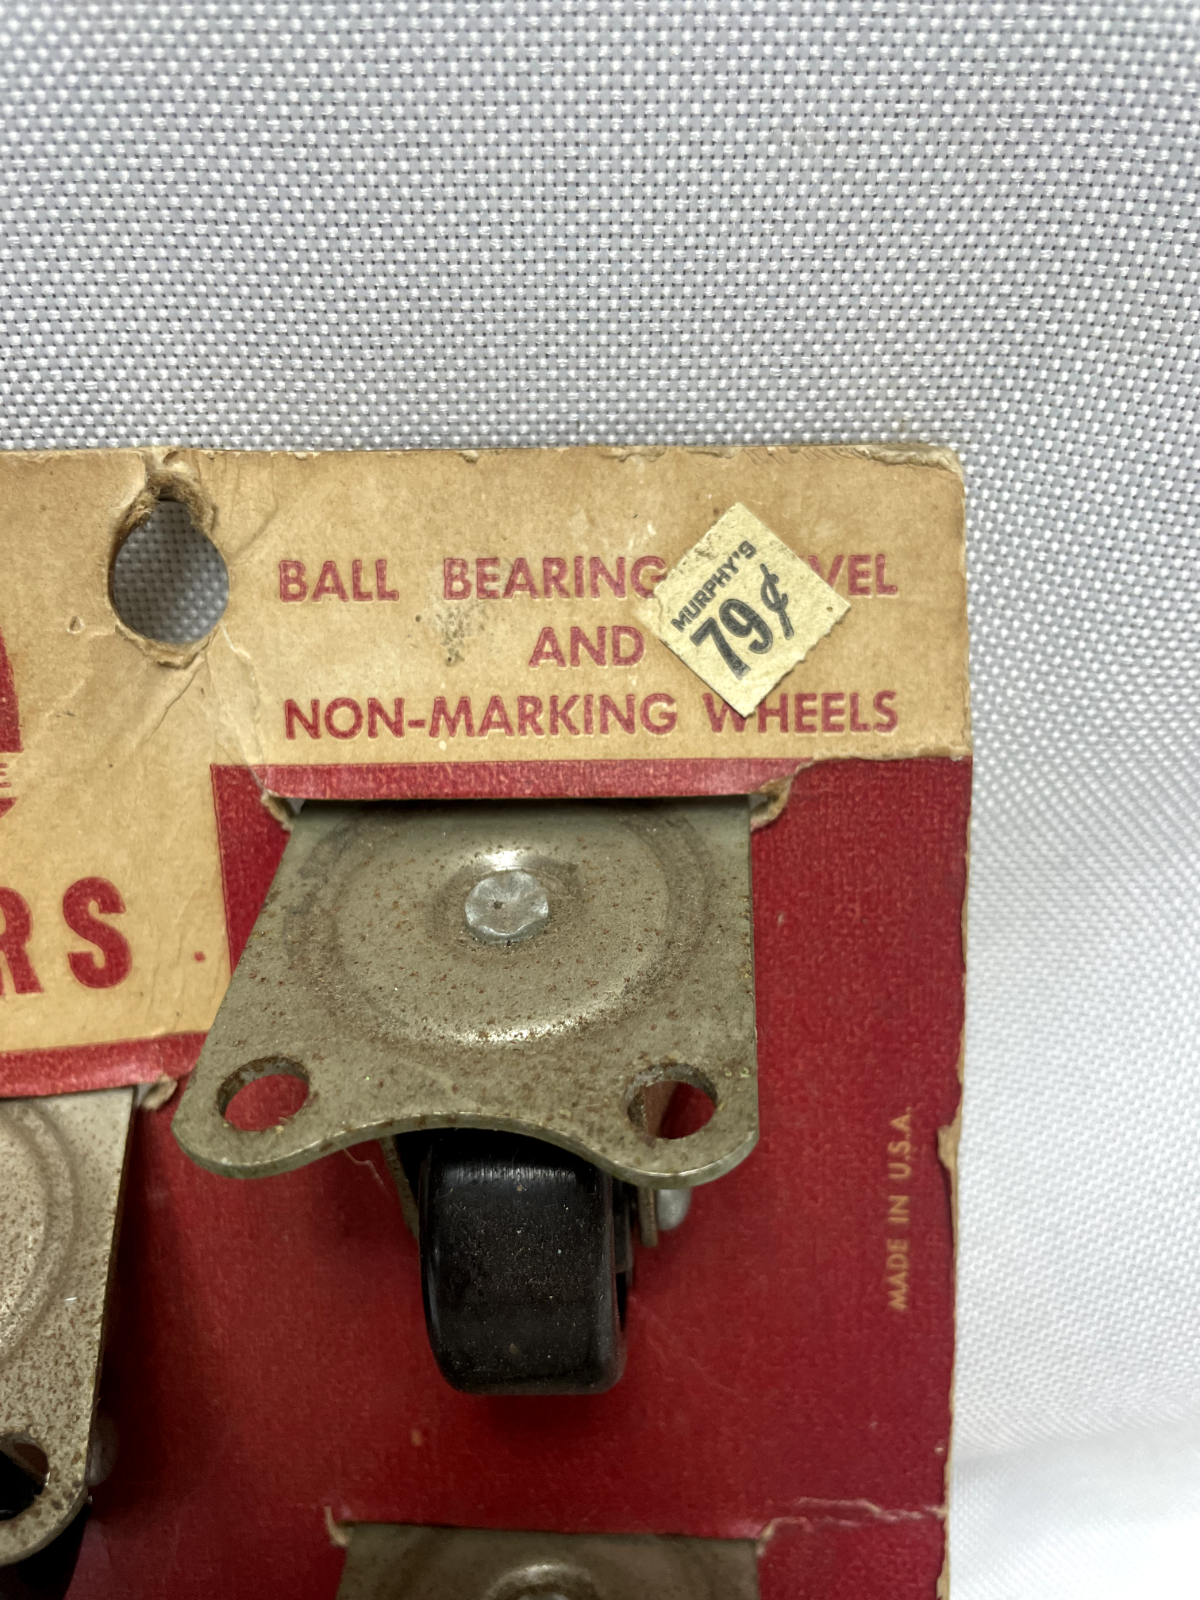 BALL BEARING VEL
AND
NON-MARKING WHEELS
MURPHY'S
79¢
RS
MADE IN U.S.A.